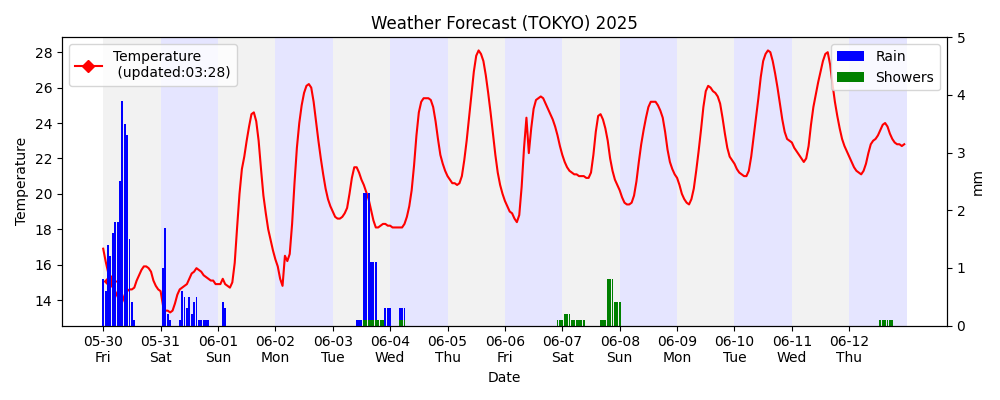 Weather Forecast (TOKYO) 2025
Temperature
(updated:03:28)
Rain
Showers
Temperature
28
26
24
22
20
18
16
14
5
4
3
2
1
0
mm
05-30 05-31 06-01 06-02 06-03 06-04 06-05 06-06 06-07 06-08 06-09 06-10 06-11 06-12
Fri Sat Sun Mon Tue Wed Thu Fri Sat Sun Mon Tue Wed Thu
Date